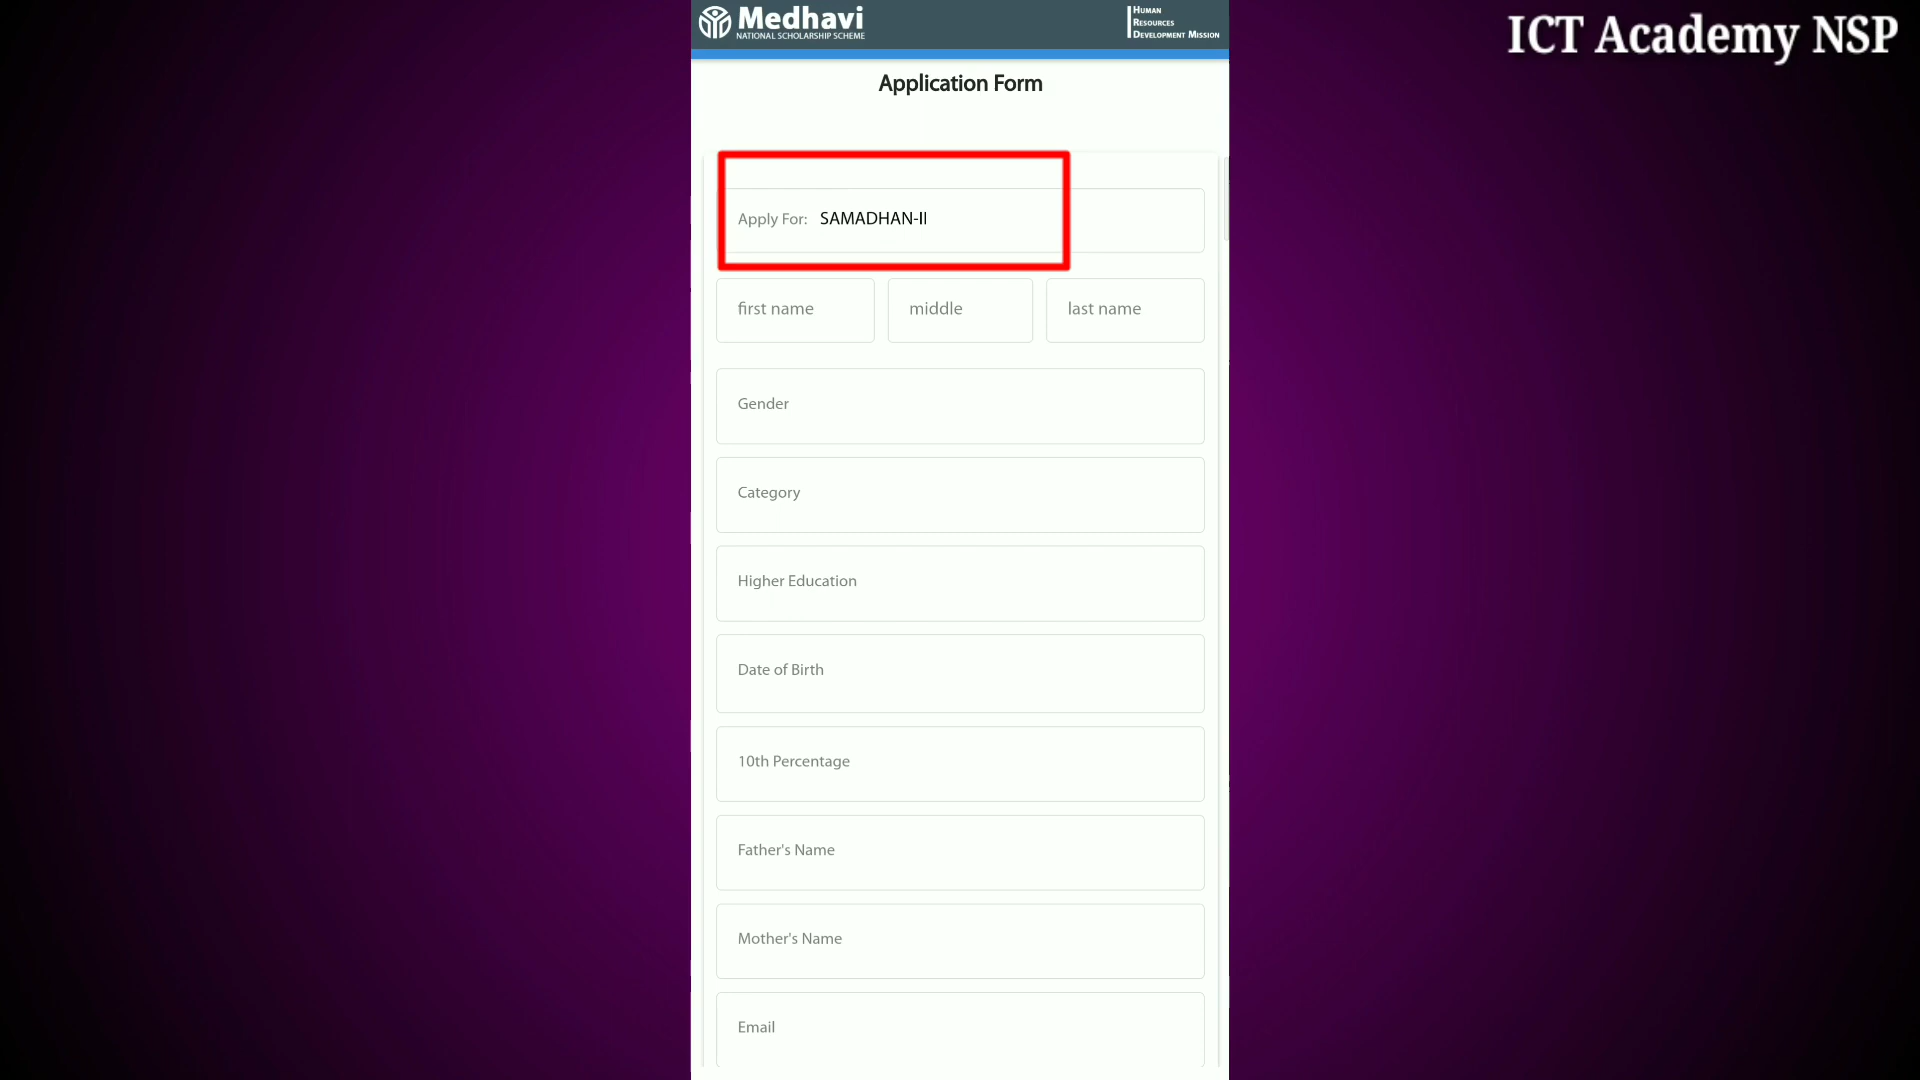 Medhavi
NATIONAL SCHOLARSHIP SCHEME
HUMAN
RESOURCES
DEVELOPMENT MISSION
ICT Academy NSP
Application Form
Apply For: SAMADHAN-II
first name middle last name
Gender
Category
Higher Education
Date of Birth
10th Percentage
Father's Name
Mother's Name
Email